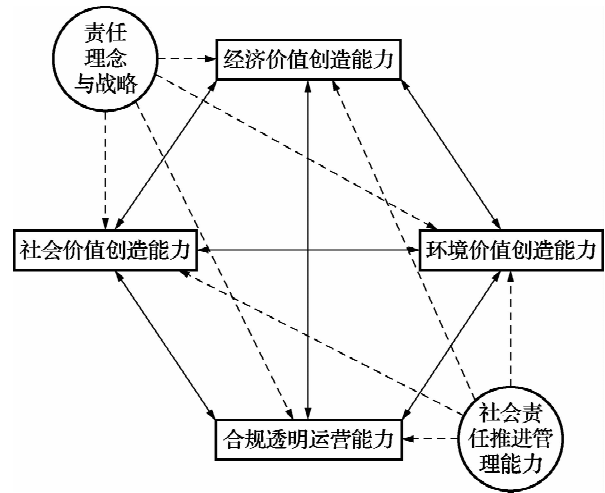 责任
理念
与战略
经济价值创造能力
社会价值创造能力
环境价值创造能力
合规透明运营能力
社会责
任推进管
理能力